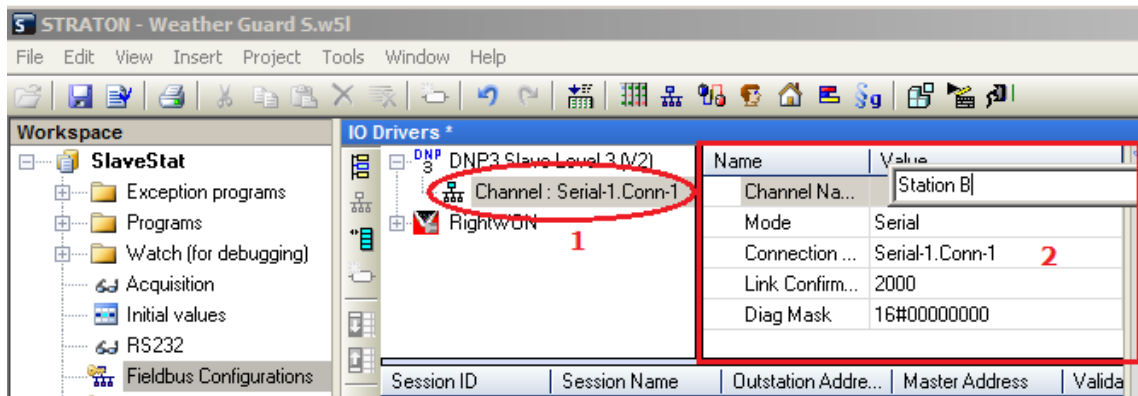 STRATON - Weather Guard S.w5l
File Edit View Insert Project Tools Window Help
Workspace
SlaveStat
Exception programs
Programs
Watch (for debugging)
Acquisition
Initial values
RS232
Fieldbus Configurations
IO Drivers *
DNP3 Slave Level 3 (V2)
Channel : Serial-1.Conn-1
RightWON
1
Name Value
Channel Na... Station B
Mode Serial
Connection ... Serial-1.Conn-1
2
Link Confirm... 2000
Diag Mask 16#00000000
Session ID Session Name Outstation Addre... Master Address Valida